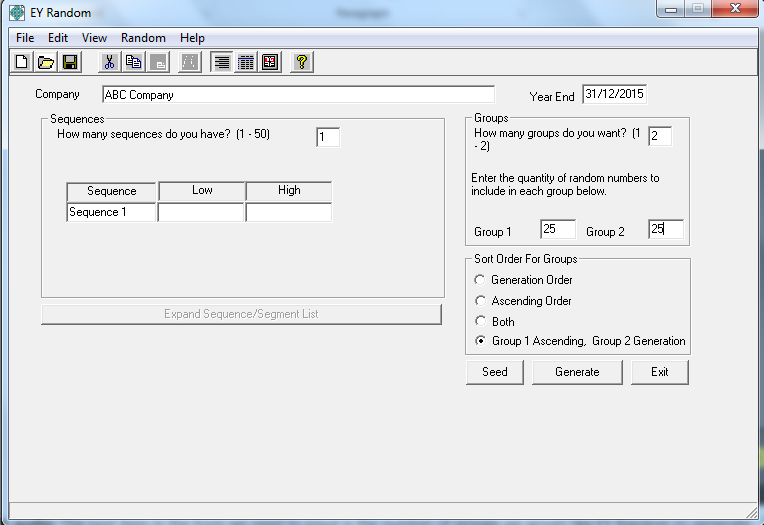 EY Random
File Edit View Random Help
Company ABC Company Year End 31/12/2015
Sequences
How many sequences do you have? (1 - 50) 1
Sequence Low High
Sequence 1
Expand Sequence/Segment List
Groups
How many groups do you want? (1
- 2) 2
Enter the quantity of random numbers to
include in each group below.
Group 1 25 Group 2 25
Sort Order For Groups
Generation Order
Ascending Order
Both
Group 1 Ascending, Group 2 Generation
Seed Generate Exit